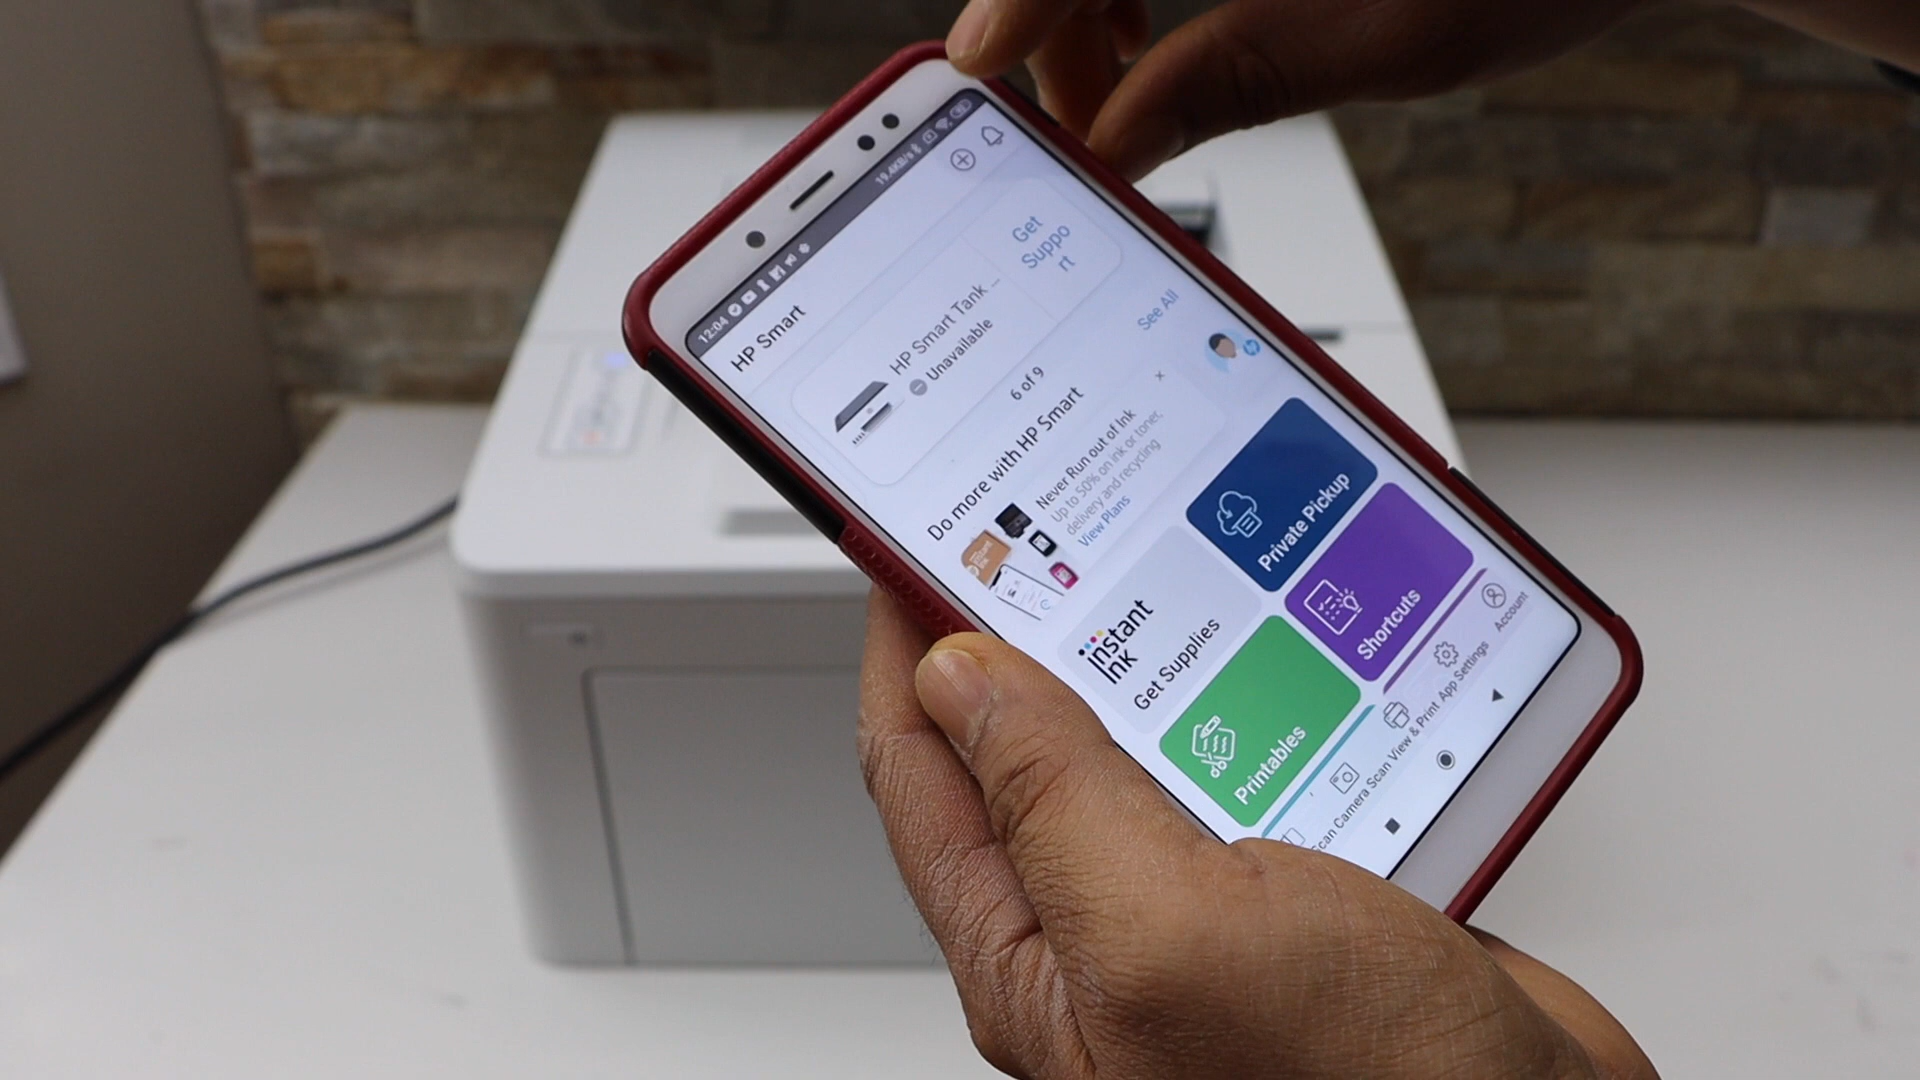 12:04
19.4KB/s
HP Smart
HP Smart Tank ...
Unavailable
Get
Suppo
rt
6 of 9
See All
Do more with HP Smart
Never Run out of Ink
Up to 50% on ink or toner,
delivery and recycling
View Plans
Instant
Ink
Get Supplies
Private Pickup
Printables
Shortcuts
Scan
Camera Scan
View & Print
App Settings
Account